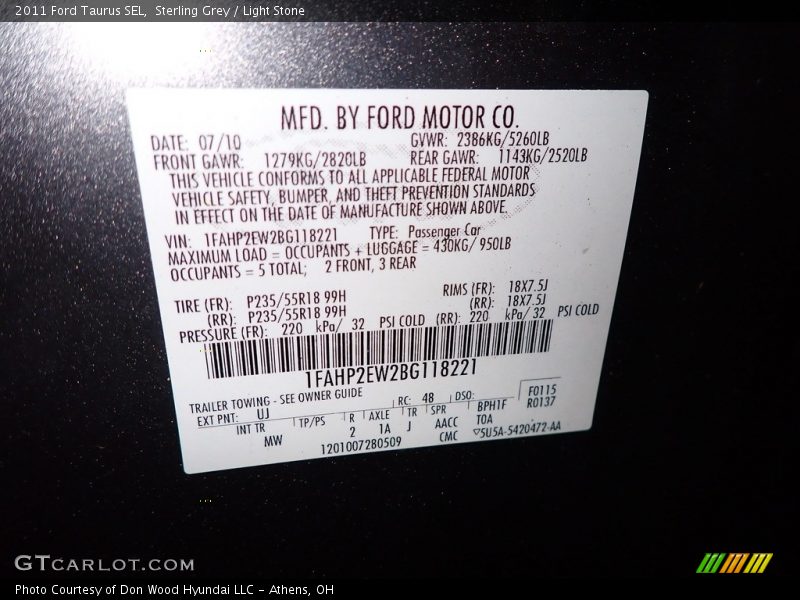 2011 Ford Taurus SEL,  Sterling Grey / Light Stone
MFD. BY FORD MOTOR CO.
DATE: 07/10 GVWR: 2386KG/5260LB
FRONT GAWR: 1279KG/2820LB REAR GAWR: 1143KG/2520LB
THIS VEHICLE CONFORMS TO ALL APPLICABLE FEDERAL MOTOR
VEHICLE SAFETY, BUMPER, AND THEFT PREVENTION STANDARDS
IN EFFECT ON THE DATE OF MANUFACTURE SHOWN ABOVE.
VIN: 1FAHP2EW2BG118221 TYPE: Passenger Car
MAXIMUM LOAD = OCCUPANTS + LUGGAGE = 430KG/ 950LB
OCCUPANTS = 5 TOTAL; 2 FRONT, 3 REAR
TIRE (FR): P235/55R18 99H RIMS (FR): 18X7.5J
(RR): P235/55R18 99H (RR): 18X7.5J
PRESSURE (FR): 220 kPa/ 32 PSI COLD (RR): 220 kPa/ 32 PSI COLD
1FAHP2EW2BG118221
TRAILER TOWING - SEE OWNER GUIDE
EXT PNT: UJ RC: 48 DSO: F0115
INT TR TP/PS R AXLE TR SPR BPH1F R0137
MW 2 1A J AACC T0A
1201007280509 CMC 5U5A-5420472-AA
GTCARLOT.COM
Photo Courtesy of Don Wood Hyundai LLC - Athens, OH